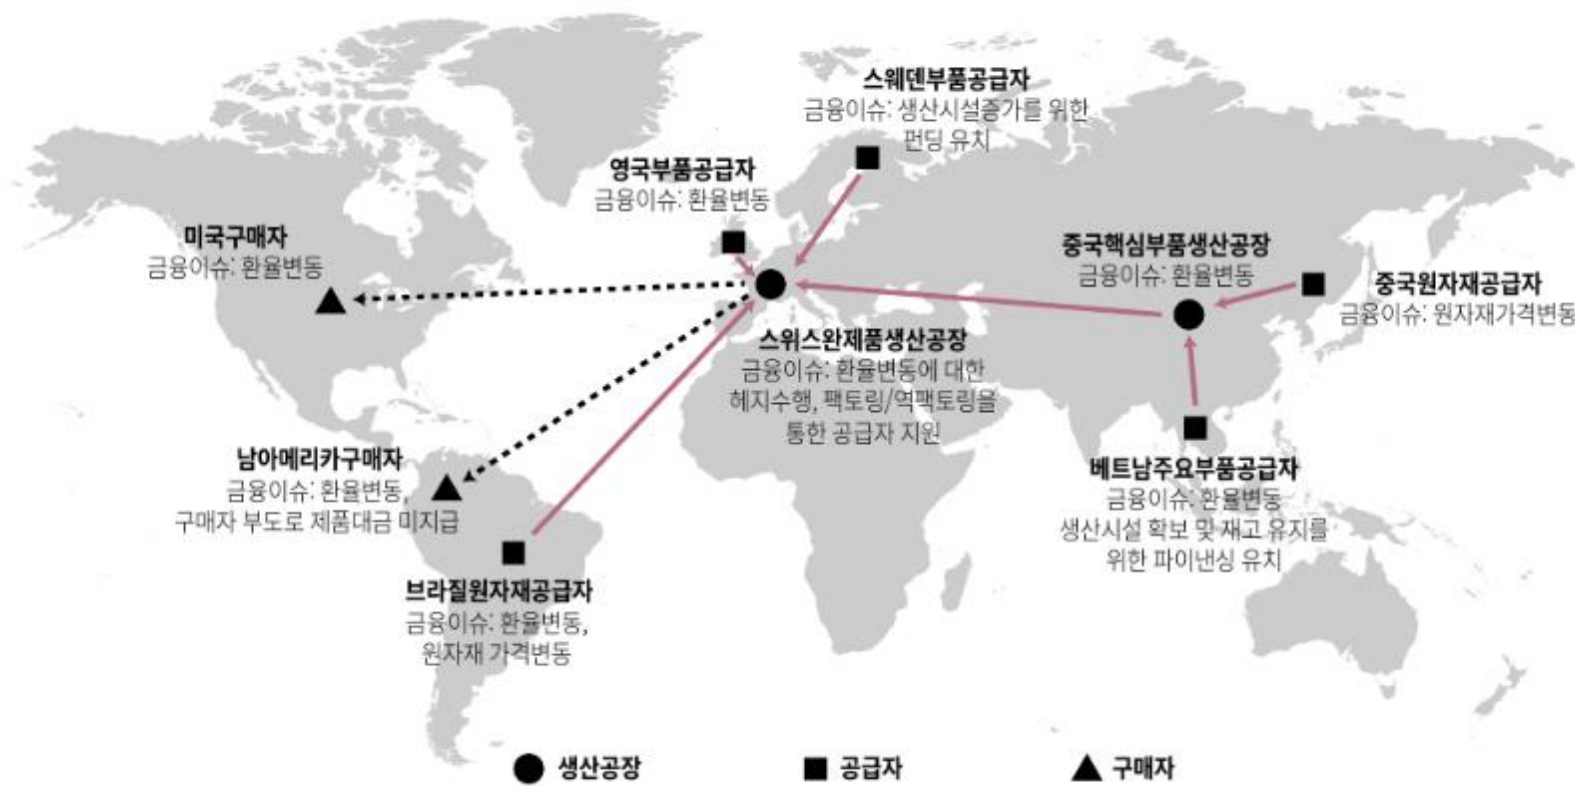 스웨덴부품공급자
금융이슈: 생산시설증가를 위한
펀딩 유치
영국부품공급자
금융이슈: 환율변동
미국구매자
금융이슈: 환율변동
중국핵심부품생산공장
금융이슈: 환율변동
중국원자재공급자
금융이슈: 원자재가격변동
스위스완제품생산공장
금융이슈: 환율변동에 대한
헤지수행, 팩토링/역팩토링을
통한 공급자 지원
남아메리카구매자
금융이슈: 환율변동,
구매자 부도로 제품대금 미지급
베트남주요부품공급자
금융이슈: 환율변동
생산시설 확보 및 재고 유지를
위한 파이낸싱 유치
브라질원자재공급자
금융이슈: 환율변동,
원자재 가격변동
생산공장
공급자
구매자